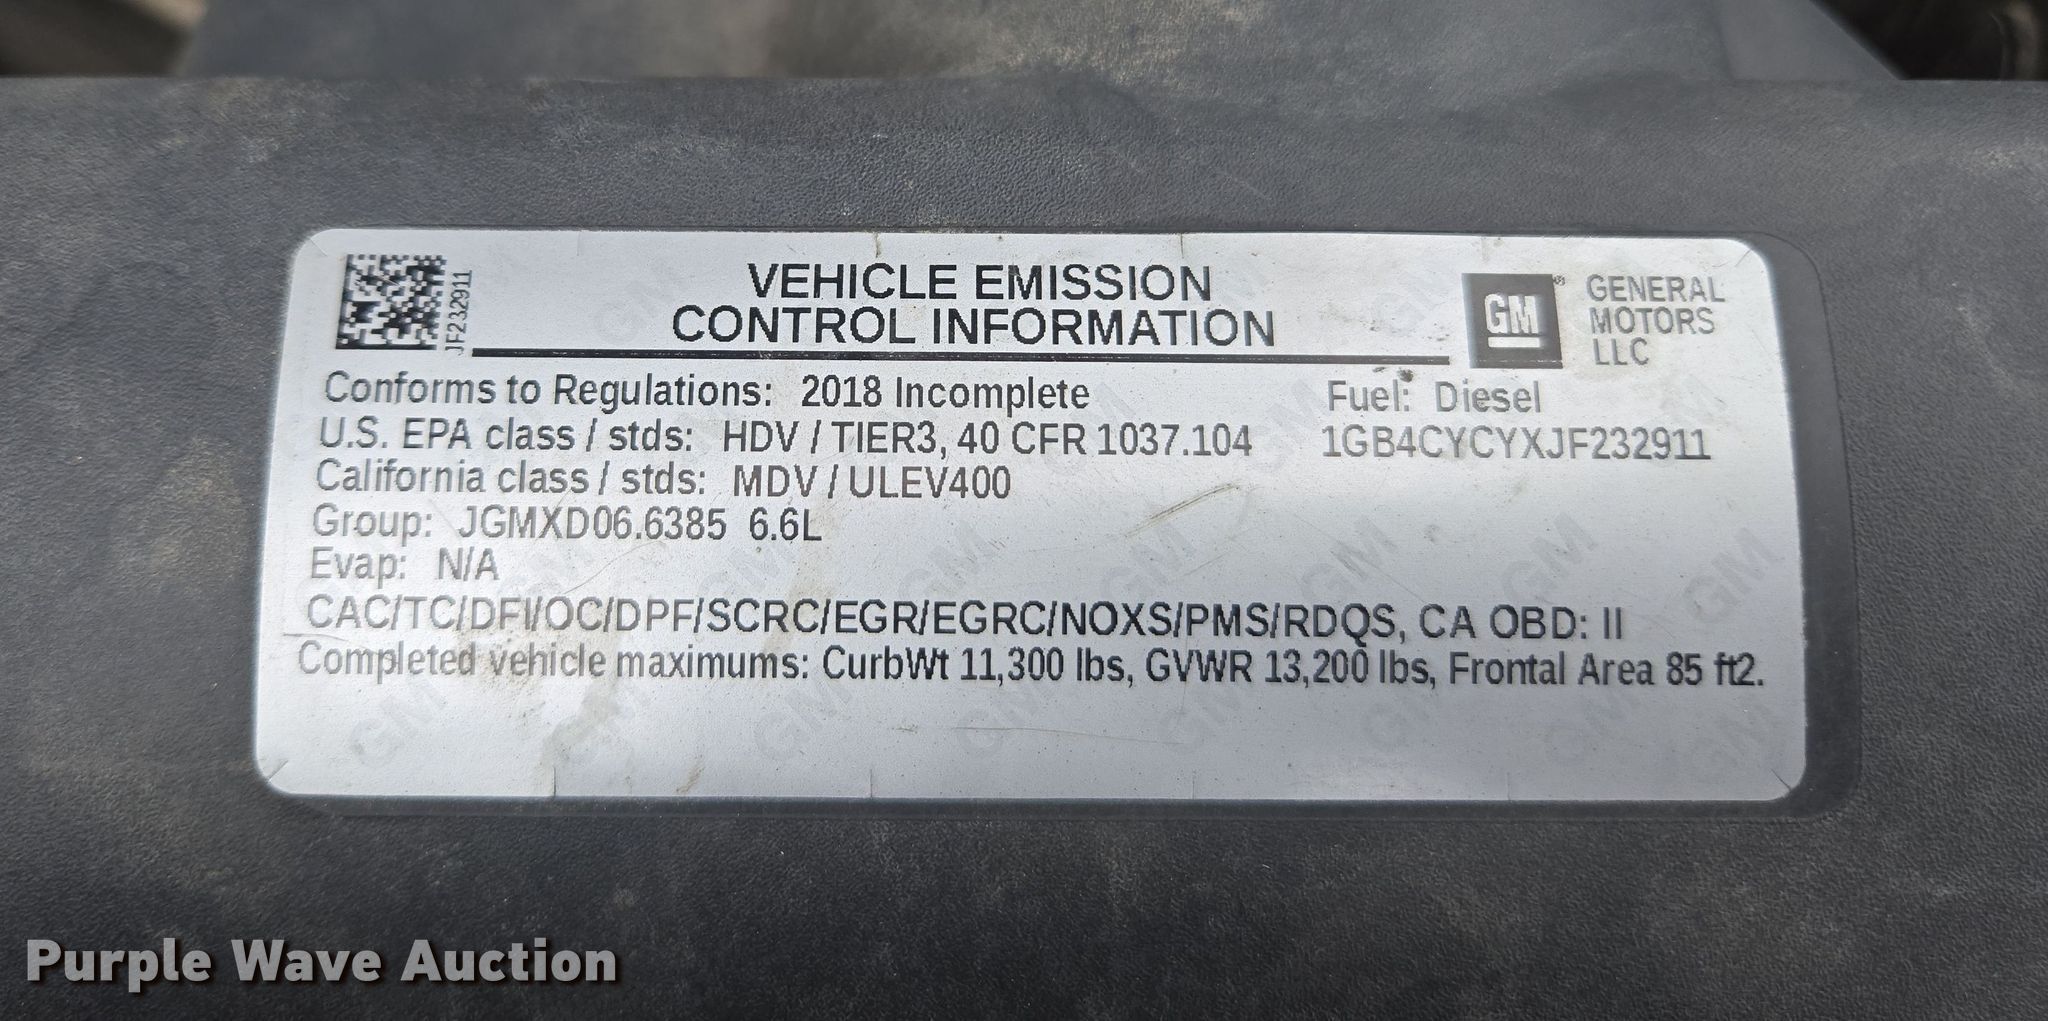 JF232911
VEHICLE EMISSION
CONTROL INFORMATION
GM®
GENERAL
MOTORS
LLC
Conforms to Regulations: 2018 Incomplete
Fuel: Diesel
U.S. EPA class / stds: HDV / TIER3, 40 CFR 1037.104
1GB4CYCYXJF232911
California class / stds: MDV / ULEV400
Group: JGMXD06.6385 6.6L
Evap: N/A
CAC/TC/DFI/OC/DPF/SCRC/EGR/EGRC/NOXS/PMS/RDQS, CA OBD: II
Completed vehicle maximums: CurbWt 11,300 lbs, GVWR 13,200 lbs, Frontal Area 85 ft2.
Purple Wave Auction